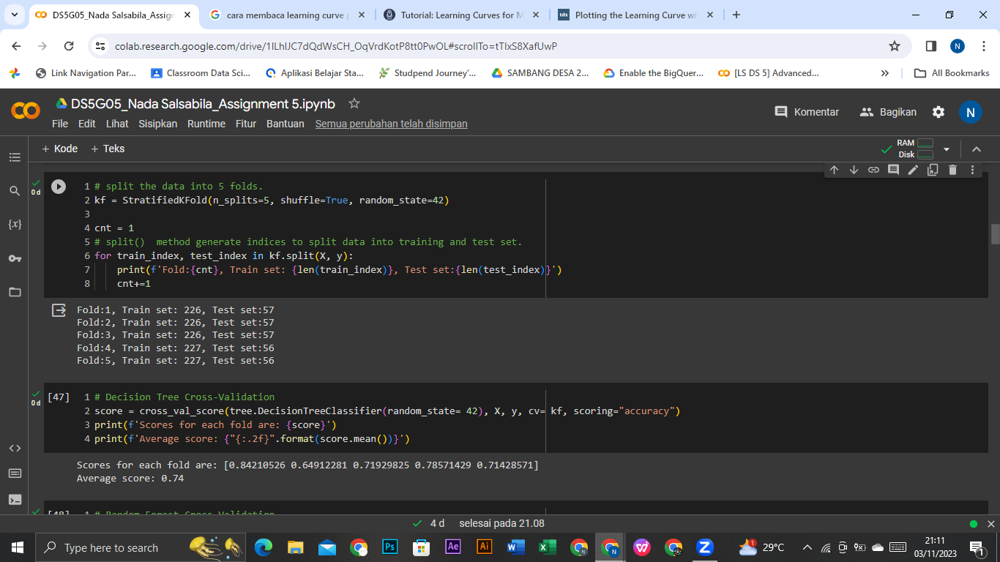 DS5G05_Nada Salsabila_Assign
cara membaca learning curve
Tutorial: Learning Curves for M
tds
Plotting the Learning Curve wi
colab.research.google.com/drive/1ILhIJC7dQdWsCH_OqVrdKotP8tt0PwOL#scrollTo=tTIxS8XafUwP
N
Link Navigation Par...
Classroom Data Sci...
Aplikasi Belajar Sta...
Studpend Journey'...
SAMBANG DESA 2...
Enable the BigQuer...
[LS DS 5] Advanced...
All Bookmarks
DS5G05_Nada Salsabila_Assignment 5.ipynb
Komentar
Bagikan
N
File Edit Lihat Sisipkan Runtime Fitur Bantuan Semua perubahan telah disimpan
+ Kode + Teks
RAM
Disk
0 d
1 # split the data into 5 folds.
2 kf = StratifiedKFold(n_splits=5, shuffle=True, random_state=42)
3
4 cnt = 1
5 # split()  method generate indices to split data into training and test set.
6 for train_index, test_index in kf.split(X, y):
7     print(f'Fold:{cnt}, Train set: {len(train_index)}, Test set:{len(test_index)}')
8     cnt+=1
Fold:1, Train set: 226, Test set:57
Fold:2, Train set: 226, Test set:57
Fold:3, Train set: 226, Test set:57
Fold:4, Train set: 227, Test set:56
Fold:5, Train set: 227, Test set:56
0 d
[47] 1 # Decision Tree Cross-Validation
2 score = cross_val_score(tree.DecisionTreeClassifier(random_state= 42), X, y, cv= kf, scoring="accuracy")
3 print(f'Scores for each fold are: {score}')
4 print(f'Average score: {"{:.2f}".format(score.mean())}')
Scores for each fold are: [0.84210526 0.64912281 0.71929825 0.78571429 0.71428571]
Average score: 0.74
[48] 1 # Random Forest Cross-Validation
4 d selesai pada 21.08
Type here to search
Ps
Ae
Ai
29°C
21:11
03/11/2023